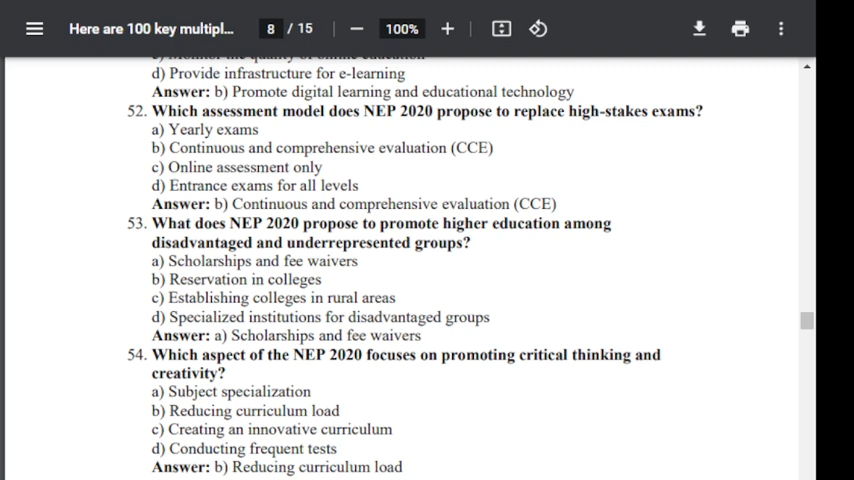 Here are 100 key multipl...
8 / 15
100%
c) Monitor the quality of online education
d) Provide infrastructure for e-learning
Answer: b) Promote digital learning and educational technology
52. Which assessment model does NEP 2020 propose to replace high-stakes exams?
a) Yearly exams
b) Continuous and comprehensive evaluation (CCE)
c) Online assessment only
d) Entrance exams for all levels
Answer: b) Continuous and comprehensive evaluation (CCE)
53. What does NEP 2020 propose to promote higher education among
disadvantaged and underrepresented groups?
a) Scholarships and fee waivers
b) Reservation in colleges
c) Establishing colleges in rural areas
d) Specialized institutions for disadvantaged groups
Answer: a) Scholarships and fee waivers
54. Which aspect of the NEP 2020 focuses on promoting critical thinking and
creativity?
a) Subject specialization
b) Reducing curriculum load
c) Creating an innovative curriculum
d) Conducting frequent tests
Answer: b) Reducing curriculum load